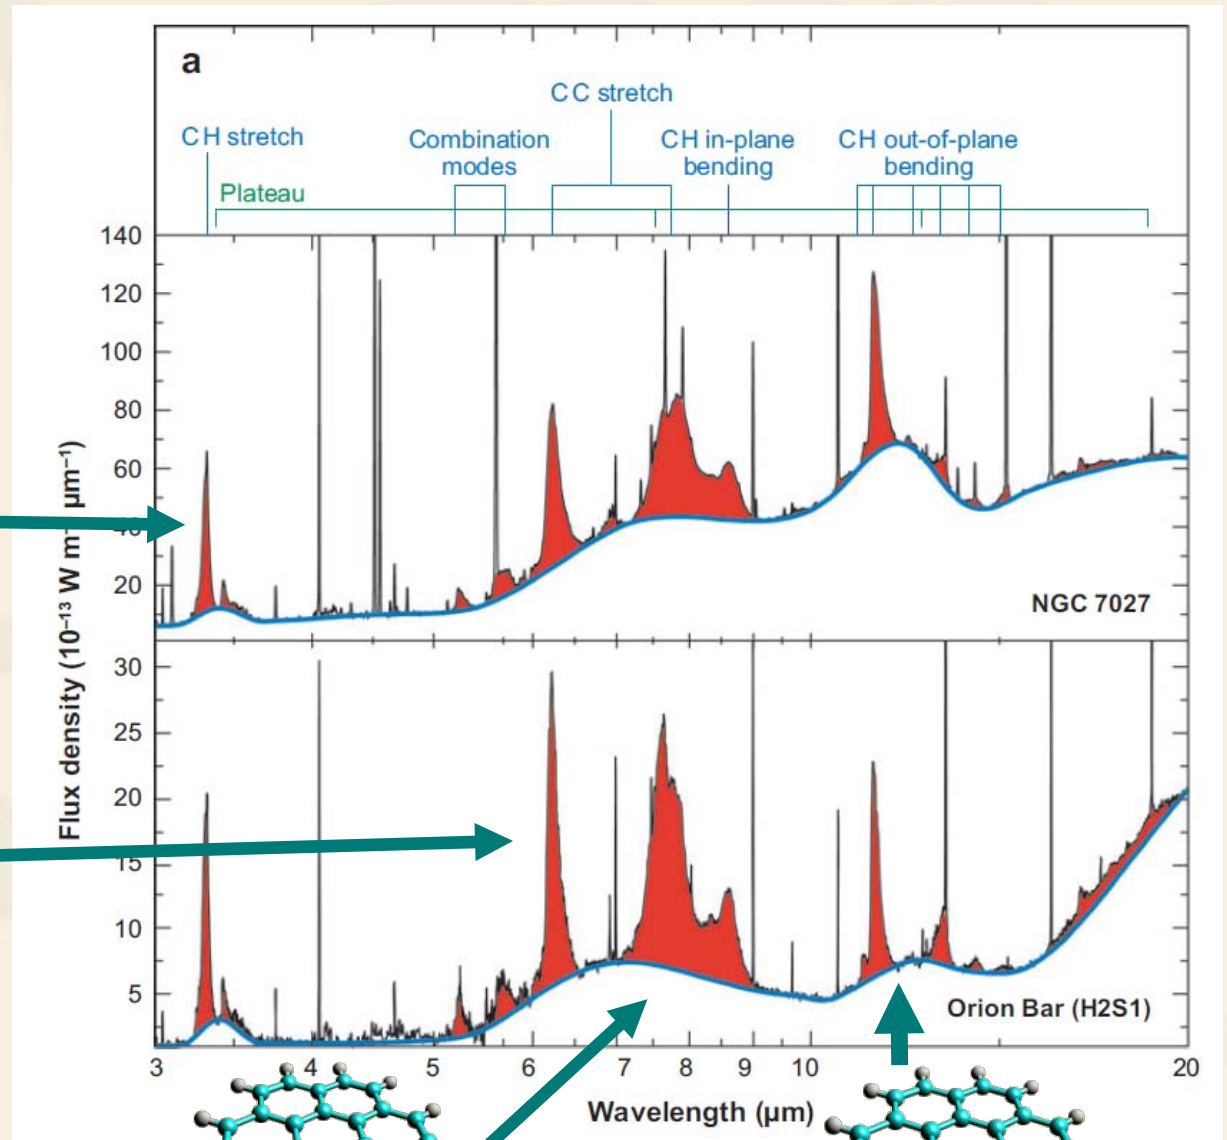 a
CC stretch
CH stretch
Combination
modes
CH in-plane
bending
CH out-of-plane
bending
Plateau
140
120
100
80
60
20
NGC 7027
Flux density (10⁻¹³ W m⁻ μm⁻¹)
30
25
20
15
10
5
Orion Bar (H2S1)
3
4
5
6
7
8
9
10
20
Wavelength (μm)